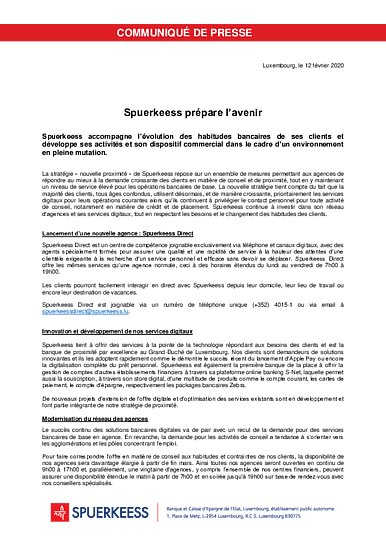 COMMUNIQUÉ DE PRESSE
Luxembourg, le 12 février 2020
Spuerkeess prépare l'avenir
Spuerkeess accompagne l'évolution des habitudes bancaires de ses clients et
développe ses activités et son dispositif commercial dans le cadre d'un environnement
en pleine mutation.
La stratégie « nouvelle proximité » de Spuerkeess repose sur un ensemble de mesures permettant aux agences de
répondre au mieux à la demande croissante des clients en matière de conseil et de proximité, tout en y maintenant
un niveau de service élevé pour les opérations bancaires de base. La nouvelle stratégie tient compte du fait que la
majorité des clients, tous âges confondus, utilisent désormais, et de manière croissante, prioritairement les services
digitaux pour leurs opérations courantes alors qu'ils continuent à privilégier le contact personnel pour toute activité
de conseil, notamment en matière de crédit et de placement. Spuerkeess continue à investir dans son réseau
d'agences et ses services digitaux, tout en respectant les besoins et le changement des habitudes des clients.
Lancement d'une nouvelle agence : Spuerkeess Direct
Spuerkeess Direct est un centre de compétence joignable exclusivement via téléphone et canaux digitaux, avec des
agents spécialement formés pour assurer une qualité et une rapidité de service à la hauteur des attentes d'une
clientèle exigeante à la recherche d'un service personnel et efficace sans devoir se déplacer. Spuerkeess Direct
offre les mêmes services qu'une agence normale, ceci à des horaires étendus du lundi au vendredi de 7h00 à
19h00.
Les clients pourront facilement interagir en direct avec Spuerkeess depuis leur domicile, leur lieu de travail ou
encore leur destination de vacances.
Spuerkeess Direct est joignable via un numéro de téléphone unique (+352) 4015-1 ou via email à
spuerkeessdirect@spuerkeess.lu.
Innovation et développement de nos services digitaux
Spuerkeess tient à offrir des services à la pointe de la technologie répondant aux besoins des clients et est la
banque de proximité par excellence au Grand-Duché de Luxembourg. Nos clients sont demandeurs de solutions
innovantes et ils les adoptent rapidement comme le démontre le succès récent du lancement d'Apple Pay ou encore
la digitalisation complète du prêt personnel. Spuerkeess est également la première banque de la place à offrir la
gestion de comptes d'autres établissements financiers à travers sa plateforme online banking S-Net, laquelle permet
aussi la souscription, à travers son store digital, d'une multitude de produits comme le compte courant, les cartes de
paiement, le compte d'épargne, respectivement les packages bancaires Zebra.
De nouveaux projets d'extension de l'offre digitale et d'optimisation des services existants sont en développement et
font partie intégrante de notre stratégie de proximité.
Modernisation du réseau des agences
Le succès continu des solutions bancaires digitales va de pair avec un recul de la demande pour des services
bancaires de base en agence. En revanche, la demande pour les activités de conseil a tendance à s'orienter vers
les agglomérations et les pôles concentrant l'emploi.
Pour faire correspondre l'offre en matière de conseil aux habitudes et contraintes de nos clients, la disponibilité de
nos agences sera davantage élargie à partir de fin mars. Ainsi toutes nos agences seront ouvertes en continu de
9h00 à 17h00 et, parallèlement, une vingtaine d'agences, y compris l'ensemble de nos centres financiers, peuvent
assurer une disponibilité étendue le matin à partir de 7h00 et en soirée jusqu'à 19h00 sur base de rendez-vous avec
nos conseillers spécialisés.
SPUERKEESS
Banque et Caisse d'Epargne de l'Etat, Luxembourg, établissement public autonome
1, Place de Metz, L-2954 Luxembourg, R.C.S. Luxembourg B30775